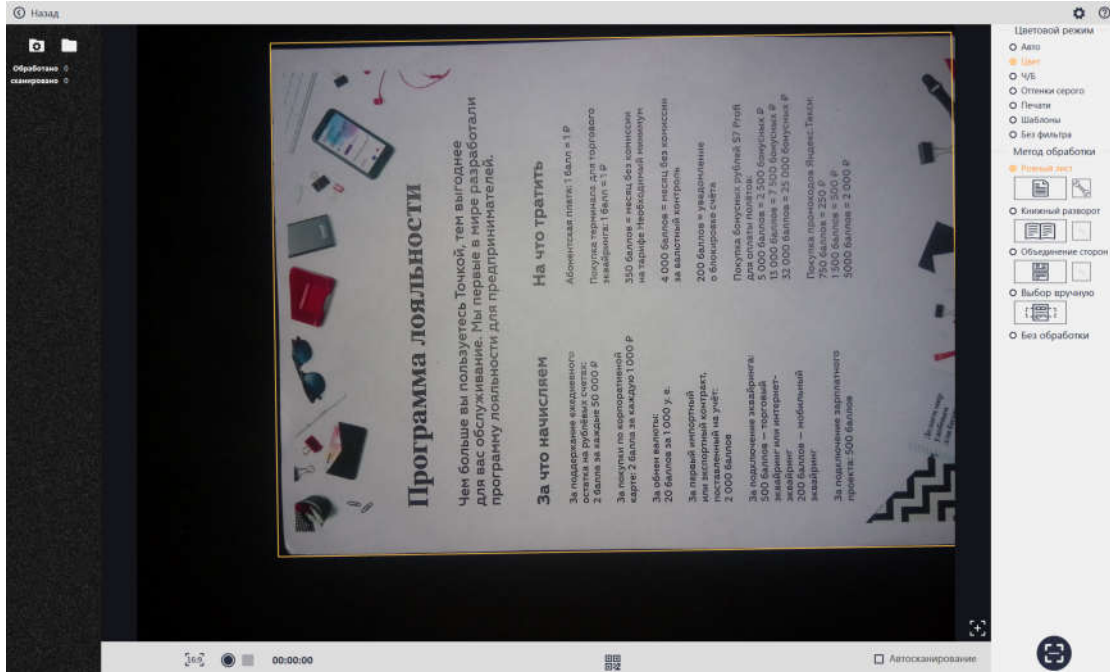 Назад
Обработано 0
сканировано 0
Программа лояльности
Чем больше вы пользуетесь Точкой, тем выгоднее
для вас обслуживание. Мы первые в мире разработали
программу лояльности для предпринимателей.
За что начисляем
За поддержание ежедневного
остатка на рублёвых счетах:
2 балла за каждые 50 000 ₽
За покупки по корпоративной
карте: 2 балла за каждую 1 000 ₽
За обмен валюты:
20 баллов за 1 000 у. е.
За первый импортный
или экспортный контракт,
поставленный на учёт:
2 000 баллов
За подключение эквайринга:
500 баллов — торговый
эквайринг или интернет-
эквайринг
200 баллов — мобильный
эквайринг
За подключение зарплатного
проекта: 500 баллов
На что тратить
Абонентская плата: 1 балл = 1 ₽
Покупка терминала для торгового
эквайринга: 1 балл = 1 ₽
350 баллов = месяц без комиссии
на тарифе Необходимый минимум
4 000 баллов = месяц без комиссии
за валютный контроль
200 баллов = уведомление
о блокировке счёта
Покупка бонусных рублей S7 Profi
для оплаты полётов:
5 000 баллов = 2 500 бонусных ₽
13 000 баллов = 7 500 бонусных ₽
32 000 баллов = 25 000 бонусных ₽
Покупка промокодов Яндекс.Такси:
750 баллов = 250 ₽
1 500 баллов = 500 ₽
5000 баллов = 2 000 ₽
Цветовой режим
Авто
Цвет
Ч/Б
Оттенки серого
Печати
Шаблоны
Без фильтра
Метод обработки
Ровный лист
Книжный разворот
Объединение сторон
Выбор вручную
Без обработки
16:9
00:00:00
Автосканирование